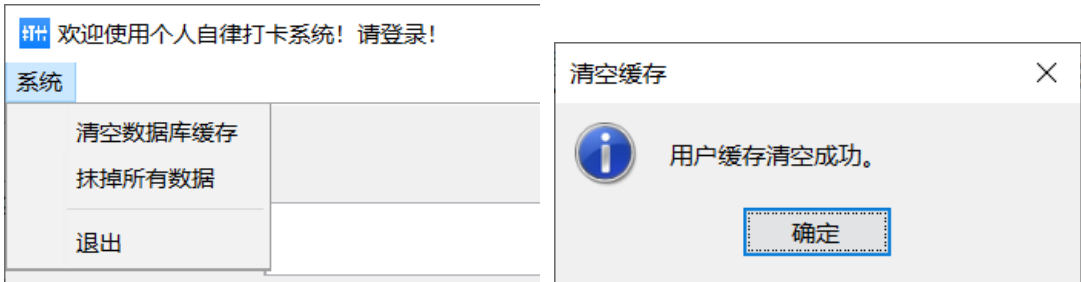 打卡 欢迎使用个人自律打卡系统！请登录！
系统
清空数据库缓存
抹掉所有数据
退出
清空缓存
用户缓存清空成功。
确定